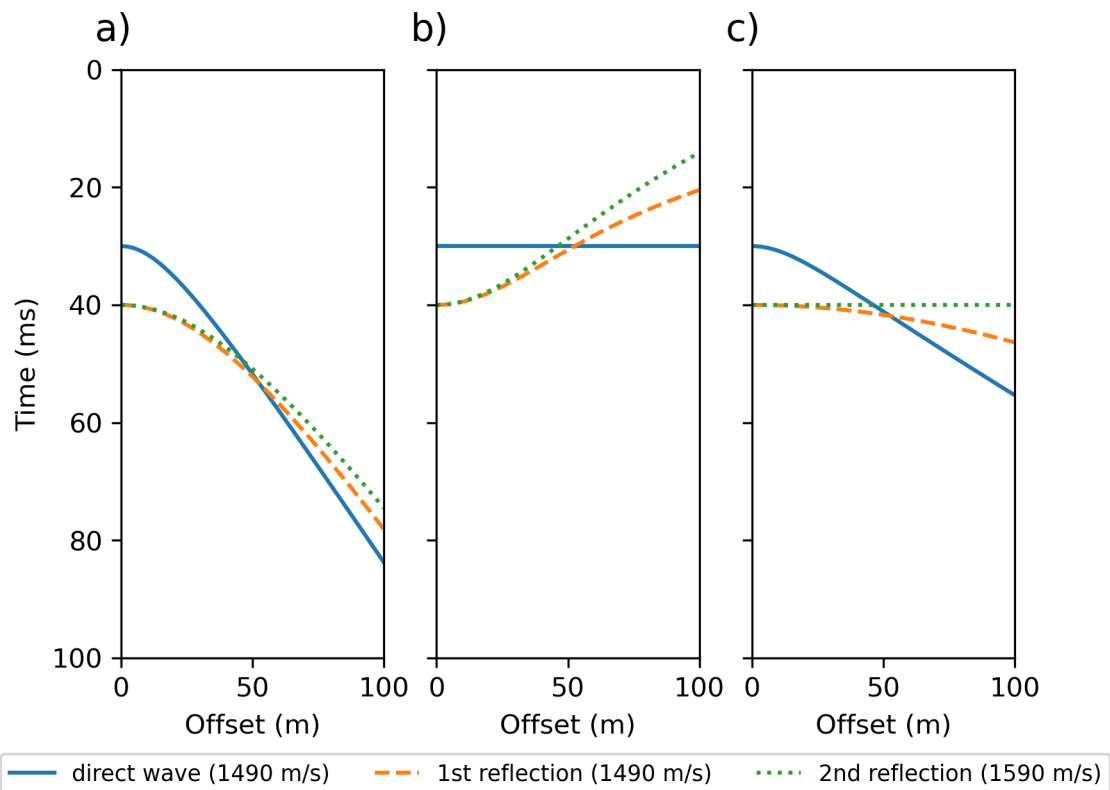 a) b) c)
0
20
40
60
80
100
Time (ms)
0 50 100 0 50 100 0 50 100
Offset (m) Offset (m) Offset (m)
direct wave (1490 m/s) 1st reflection (1490 m/s) 2nd reflection (1590 m/s)